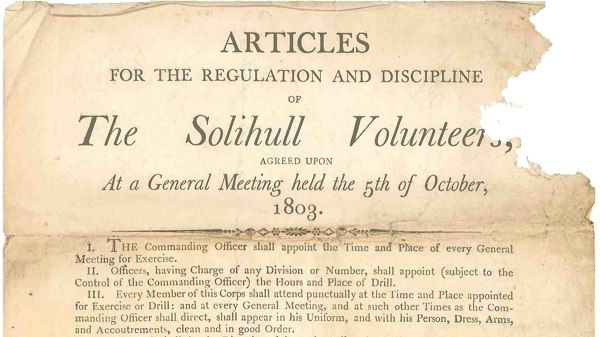 ARTICLES
FOR THE REGULATION AND DISCIPLINE
OF
The Solihull Volunteers,
AGREED UPON
At a General Meeting held the 5th of October,
1803.
I. THE Commanding Officer shall appoint the Time and Place of every General
Meeting for Exercise.
II. Officers, having Charge of any Division or Number, shall appoint (subject to the
Control of the Commanding Officer) the Hours and Place of Drill.
III. Every Member of this Corps shall attend punctually at the Time and Place appointed
for Exercise or Drill: and at every General Meeting, and at such other Times as the Com-
manding Officer shall direct, shall appear in his Uniform, and with his Person, Dress, Arms,
and Accoutrements, clean and in good Order.